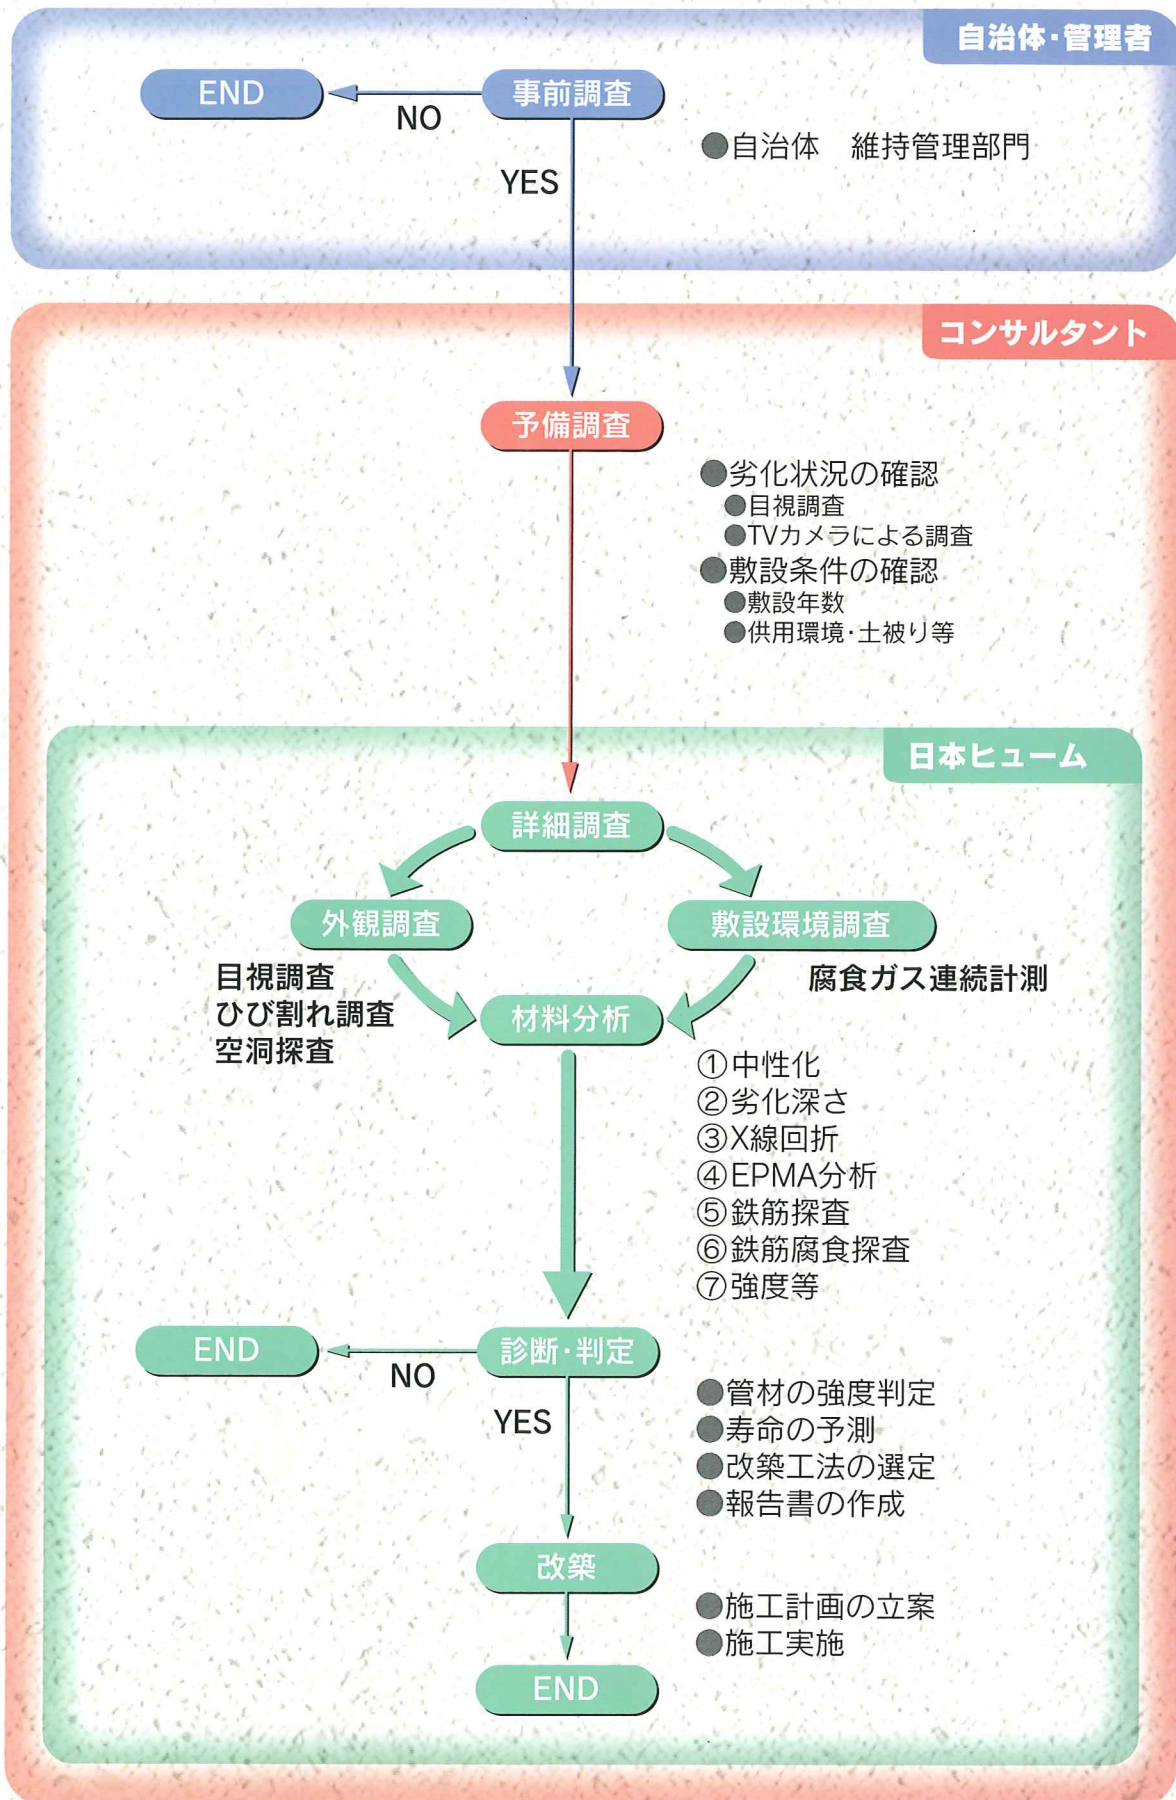 自治体・管理者
END
NO
事前調査
●自治体　維持管理部門
YES
コンサルタント
予備調査
●劣化状況の確認
●目視調査
●TVカメラによる調査
●敷設条件の確認
●敷設年数
●供用環境・土被り等
日本ヒューム
詳細調査
外観調査
敷設環境調査
目視調査
ひび割れ調査
空洞探査
腐食ガス連続計測
材料分析
①中性化
②劣化深さ
③X線回折
④EPMA分析
⑤鉄筋探査
⑥鉄筋腐食探査
⑦強度等
END
NO
診断・判定
YES
●管材の強度判定
●寿命の予測
●改築工法の選定
●報告書の作成
改築
●施工計画の立案
●施工実施
END